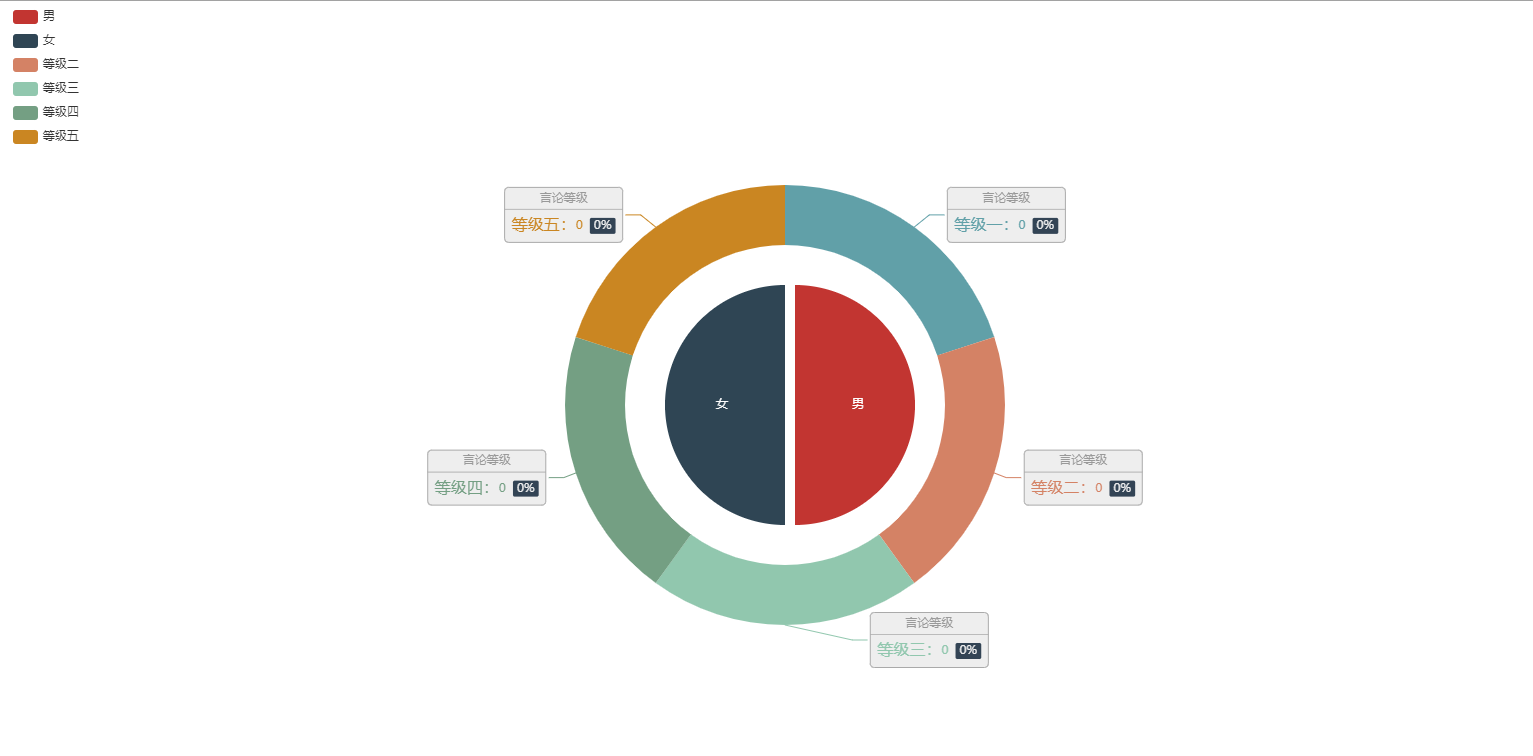 男
女
等级二
等级三
等级四
等级五
言论等级
等级五：0 0%
言论等级
等级一：0 0%
女
男
言论等级
等级四：0 0%
言论等级
等级二：0 0%
言论等级
等级三：0 0%